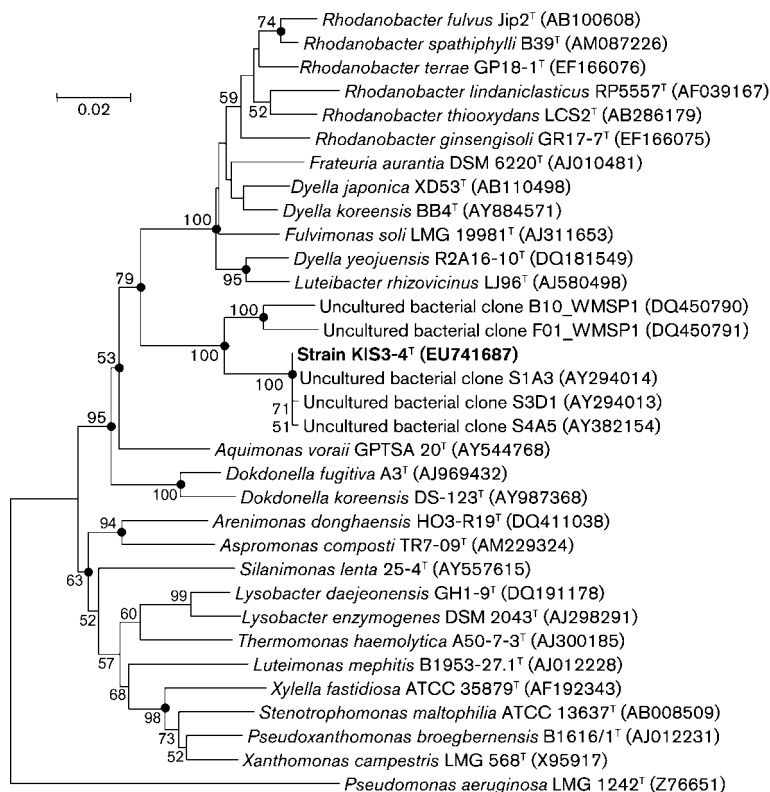 74
Rhodanobacter fulvus Jip2ᵀ (AB100608)
Rhodanobacter spathiphylli B39ᵀ (AM087226)
Rhodanobacter terrae GP18-1ᵀ (EF166076)
Rhodanobacter lindaniclasticus RP5557ᵀ (AF039167)
0.02
59
52
Rhodanobacter thiooxydans LCS2ᵀ (AB286179)
Rhodanobacter ginsengisoli GR17-7ᵀ (EF166075)
Frateuria aurantia DSM 6220ᵀ (AJ010481)
Dyella japonica XD53ᵀ (AB110498)
Dyella koreensis BB4ᵀ (AY884571)
100
Fulvimonas soli LMG 19981ᵀ (AJ311653)
Dyella yeojuensis R2A16-10ᵀ (DQ181549)
95
Luteibacter rhizovicinus LJ96ᵀ (AJ580498)
79
100
Uncultured bacterial clone B10_WMSP1 (DQ450790)
Uncultured bacterial clone F01_WMSP1 (DQ450791)
100
Strain KIS3-4ᵀ (EU741687)
53
100
Uncultured bacterial clone S1A3 (AY294014)
71
Uncultured bacterial clone S3D1 (AY294013)
51
Uncultured bacterial clone S4A5 (AY382154)
95
Aquimonas voraii GPTSA 20ᵀ (AY544768)
Dokdonella fugitiva A3ᵀ (AJ969432)
100
Dokdonella koreensis DS-123ᵀ (AY987368)
94
Arenimonas donghaensis HO3-R19ᵀ (DQ411038)
Aspromonas composti TR7-09ᵀ (AM229324)
63
Silanimonas lenta 25-4ᵀ (AY557615)
99
Lysobacter daejeonensis GH1-9ᵀ (DQ191178)
52
60
Lysobacter enzymogenes DSM 2043ᵀ (AJ298291)
Thermomonas haemolytica A50-7-3ᵀ (AJ300185)
57
Luteimonas mephitis B1953-27.1ᵀ (AJ012228)
68
Xylella fastidiosa ATCC 35879ᵀ (AF192343)
98
Stenotrophomonas maltophilia ATCC 13637ᵀ (AB008509)
73
Pseudoxanthomonas broegbernensis B1616/1ᵀ (AJ012231)
52
Xanthomonas campestris LMG 568ᵀ (X95917)
Pseudomonas aeruginosa LMG 1242ᵀ (Z76651)